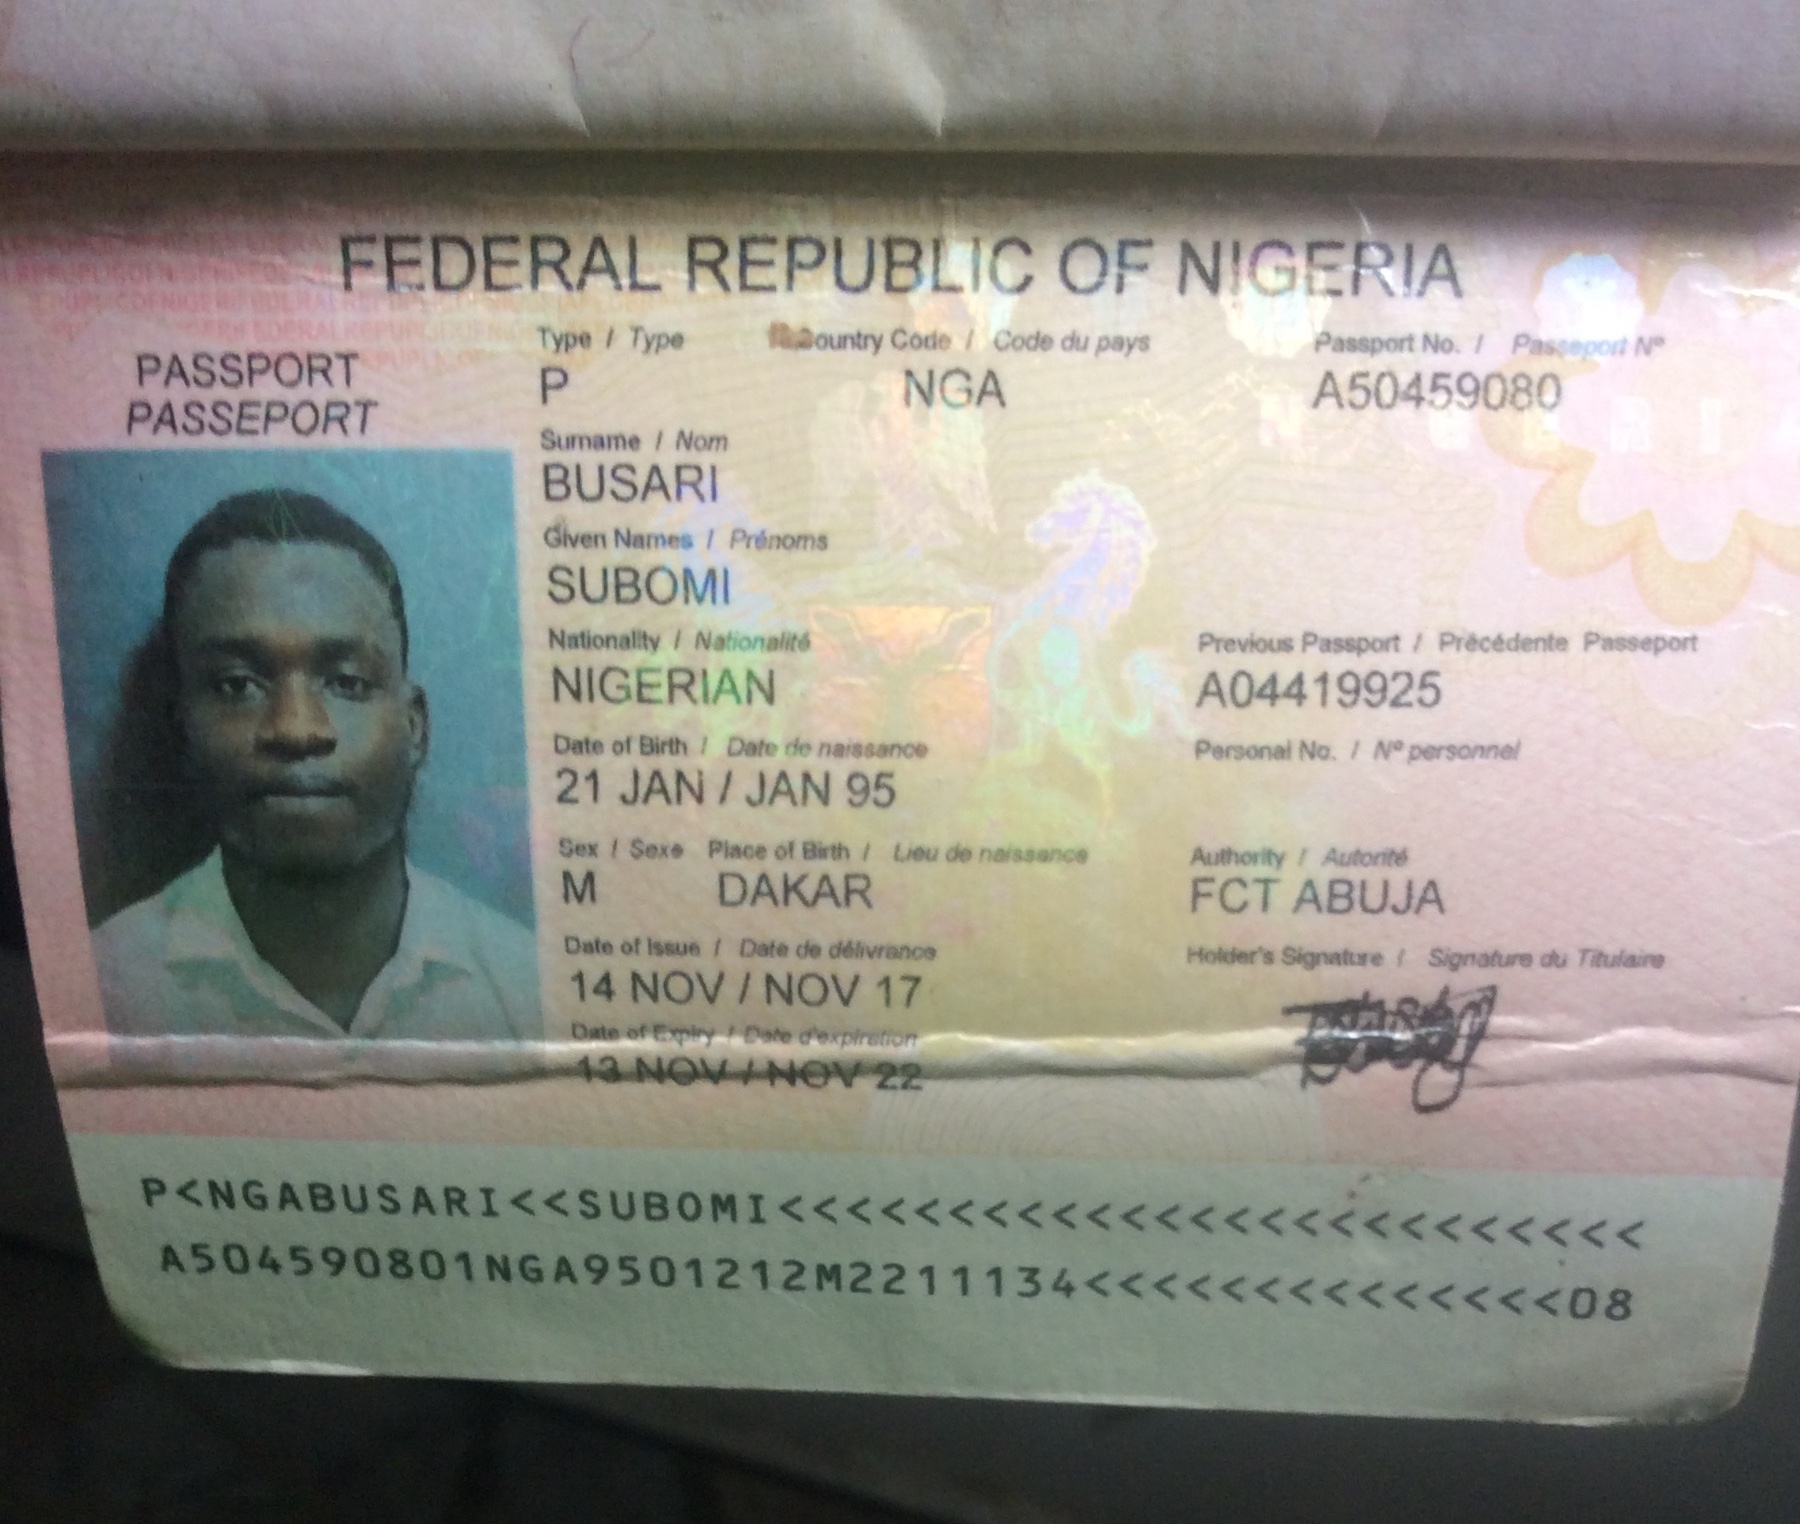 FEDERAL REPUBLIC OF NIGERIA
PASSPORT
PASSEPORT
Type / Type
P
Country Code / Code du pays
NGA
Passport No. / Passeport Nº
A50459080
Surname / Nom
BUSARI
Given Names / Prénoms
SUBOMI
Nationality / Nationalité
NIGERIAN
Previous Passport / Précédente Passeport
A04419925
Date of Birth / Date de naissance
21 JAN / JAN 95
Personal No. / Nº personnel
Sex / Sexe
M
Place of Birth / Lieu de naissance
DAKAR
Authority / Autorité
FCT ABUJA
Date of Issue / Date de délivrance
14 NOV / NOV 17
Holder's Signature / Signature du Titulaire
Date of Expiry / Date d'expiration
13 NOV / NOV 22
P<NGABUSARI<<SUBOMI<<<<<<<<<<<<<<<<<<<<<<<<<
A504590801NGA9501212M2211134<<<<<<<<<<<<<<08